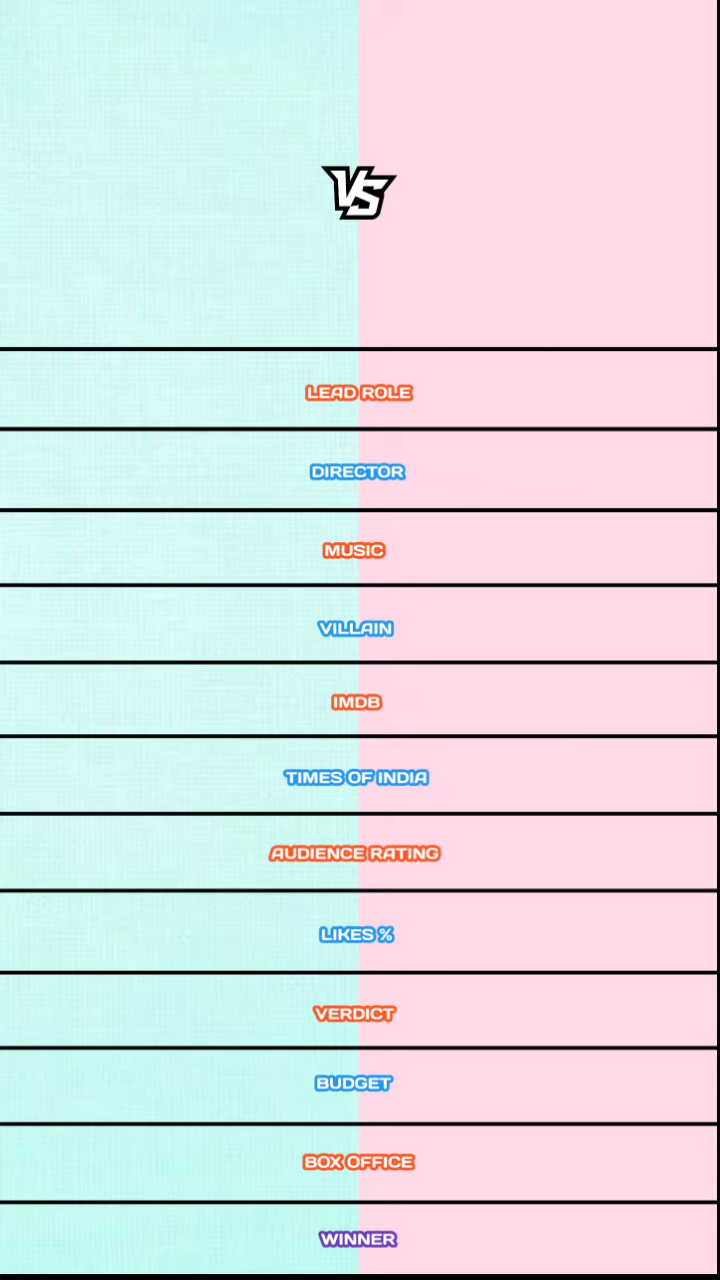 VS
LEAD ROLE
DIRECTOR
MUSIC
VILLAIN
IMDB
TIMES OF INDIA
AUDIENCE RATING
LIKES %
VERDICT
BUDGET
BOX OFFICE
WINNER